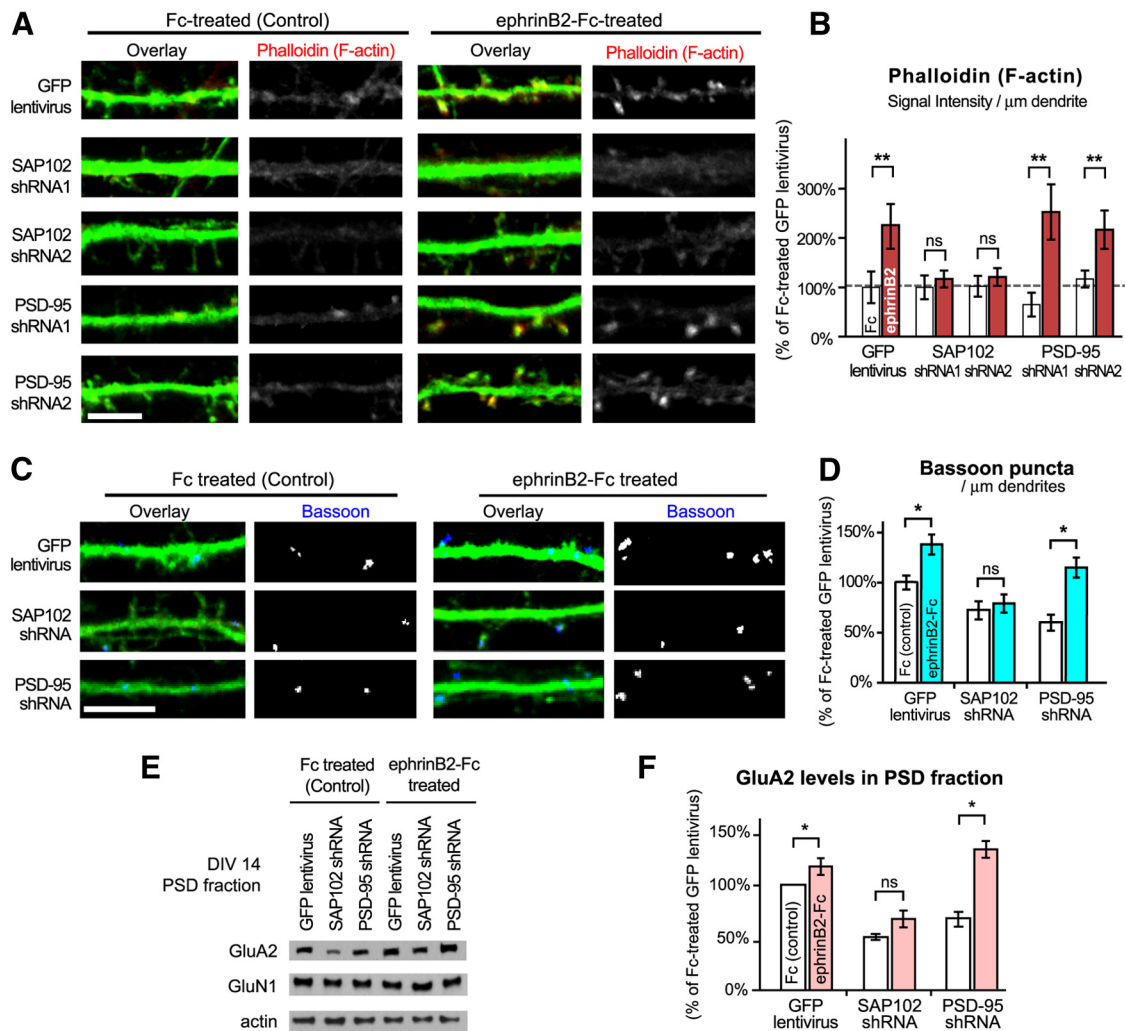 A
Fc-treated (Control)
ephrinB2-Fc-treated
Overlay
Phalloidin (F-actin)
Overlay
Phalloidin (F-actin)
GFP
lentivirus
SAP102
shRNA1
SAP102
shRNA2
PSD-95
shRNA1
PSD-95
shRNA2
B
Phalloidin (F-actin)
Signal Intensity / μm dendrite
(% of Fc-treated GFP lentivirus)
300%
200%
100%
0%
**
ns
ns
**
**
Fc
ephrinB2
GFP
lentivirus
SAP102
shRNA1 shRNA2
PSD-95
shRNA1 shRNA2
C
Fc treated (Control)
ephrinB2-Fc treated
Overlay
Bassoon
Overlay
Bassoon
GFP
lentivirus
SAP102
shRNA
PSD-95
shRNA
D
Bassoon puncta
/ μm dendrites
(% of Fc-treated GFP lentivirus)
150%
100%
50%
0%
*
ns
*
Fc (control)
ephrinB2-Fc
GFP
lentivirus
SAP102
shRNA
PSD-95
shRNA
E
Fc treated
(Control)
ephrinB2-Fc
treated
DIV 14
PSD fraction
GFP lentivirus
SAP102 shRNA
PSD-95 shRNA
GFP lentivirus
SAP102 shRNA
PSD-95 shRNA
GluA2
GluN1
actin
F
GluA2 levels in PSD fraction
(% of Fc-treated GFP lentivirus)
150%
100%
50%
0%
*
ns
*
Fc (control)
ephrinB2-Fc
GFP
lentivirus
SAP102
shRNA
PSD-95
shRNA